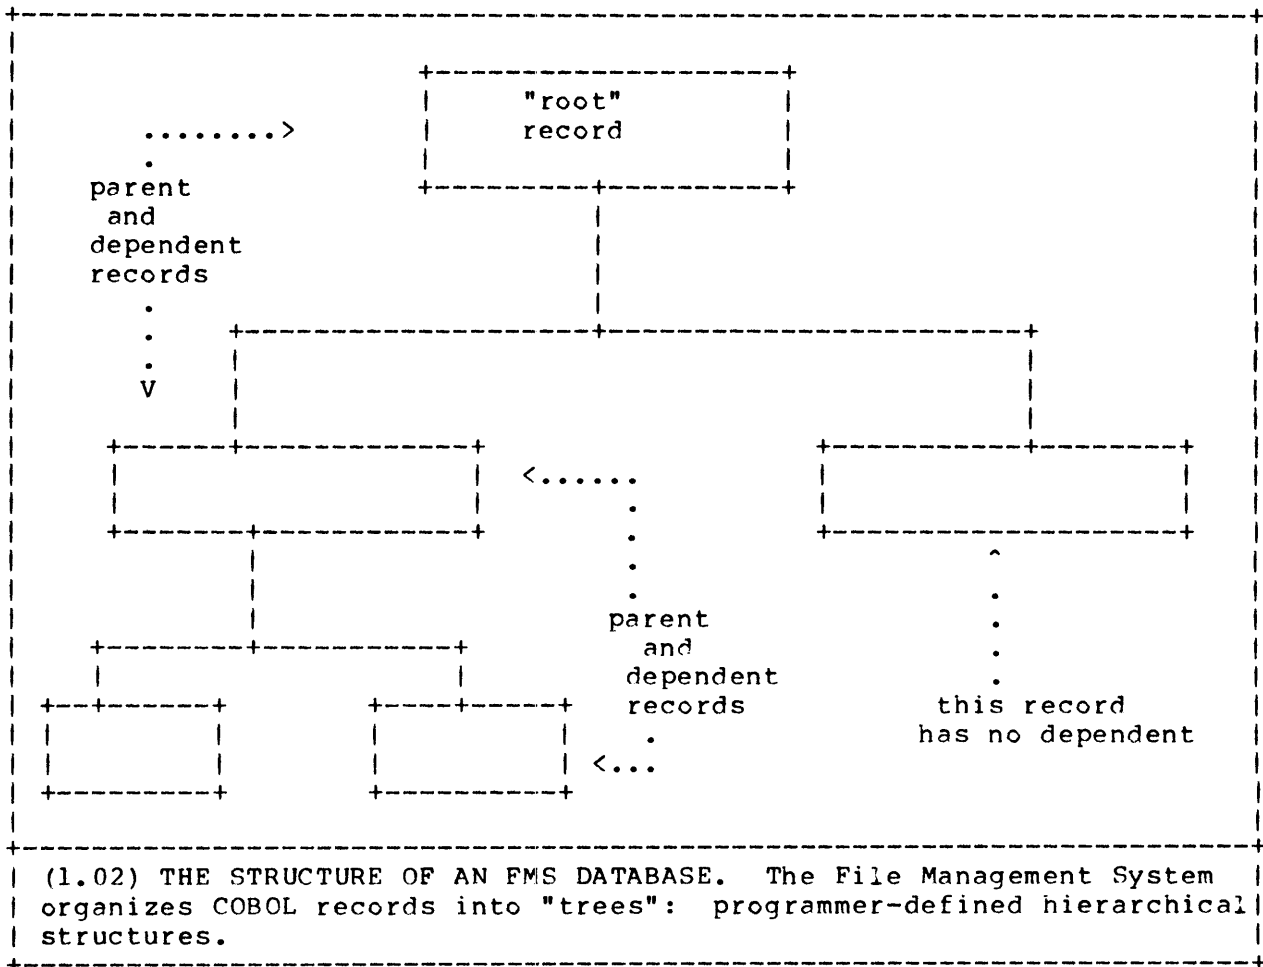 "root"
record
parent
and
dependent
records
parent
and
dependent
records
this record
has no dependent
(1.02) THE STRUCTURE OF AN FMS DATABASE. The File Management System
organizes COBOL records into "trees": programmer-defined hierarchical
structures.